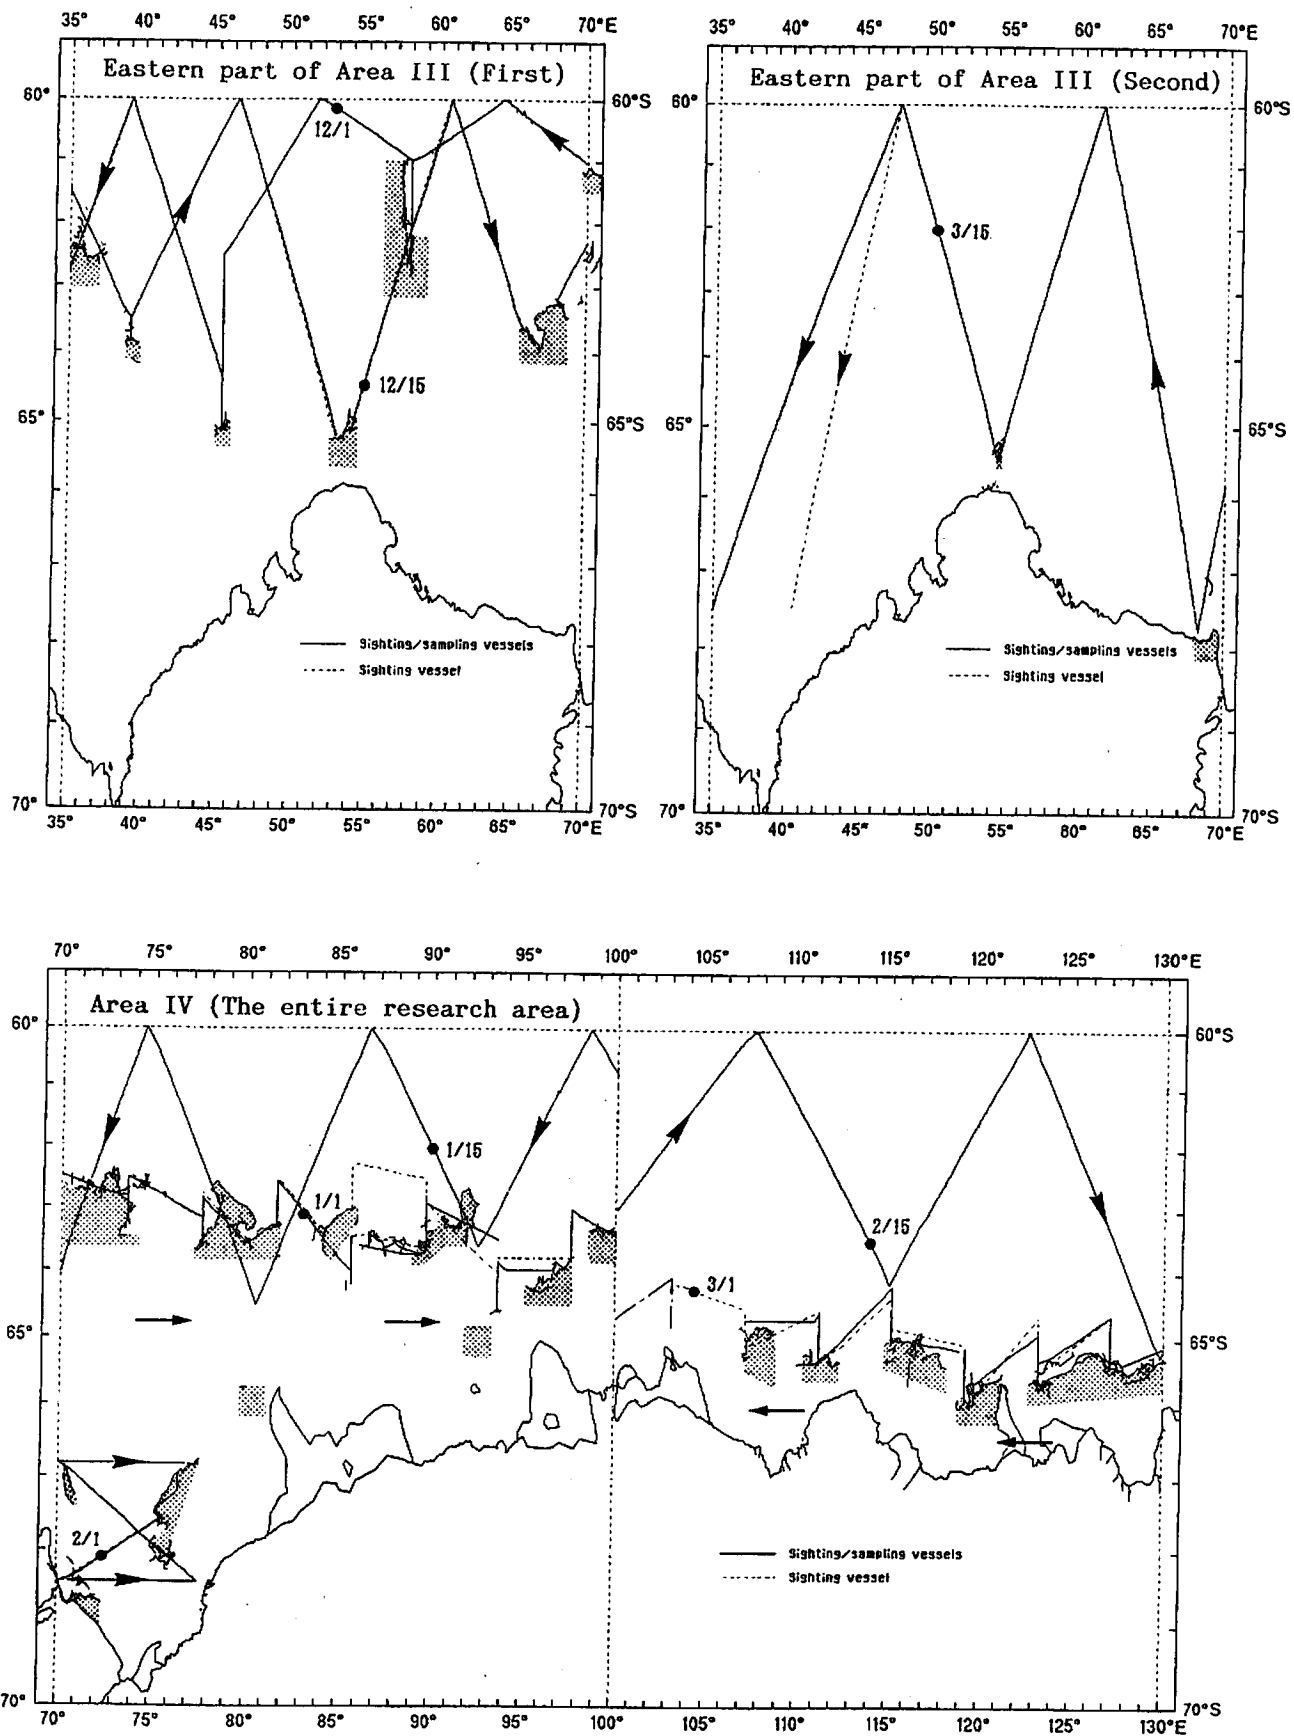 35° 40° 45° 50° 55° 60° 65° 70°E
Eastern part of Area III (First)
60° 60°S
12/1
12/15
65° 65°S
Sighting/sampling vessels
Sighting vessel
70° 70°S
35° 40° 45° 50° 55° 60° 65° 70°E
35° 40° 45° 50° 55° 60° 65° 70°E
Eastern part of Area III (Second)
60° 60°S
3/15
65° 65°S
Sighting/sampling vessels
Sighting vessel
70° 70°S
35° 40° 45° 50° 55° 60° 65° 70°E
70° 75° 80° 85° 90° 95° 100° 105° 110° 115° 120° 125° 130°E
Area IV (The entire research area)
60° 60°S
1/15
1/1
2/15
3/1
65° 65°S
2/1
Sighting/sampling vessels
Sighting vessel
70° 70°S
70° 75° 80° 85° 90° 95° 100° 105° 110° 115° 120° 125° 130°E